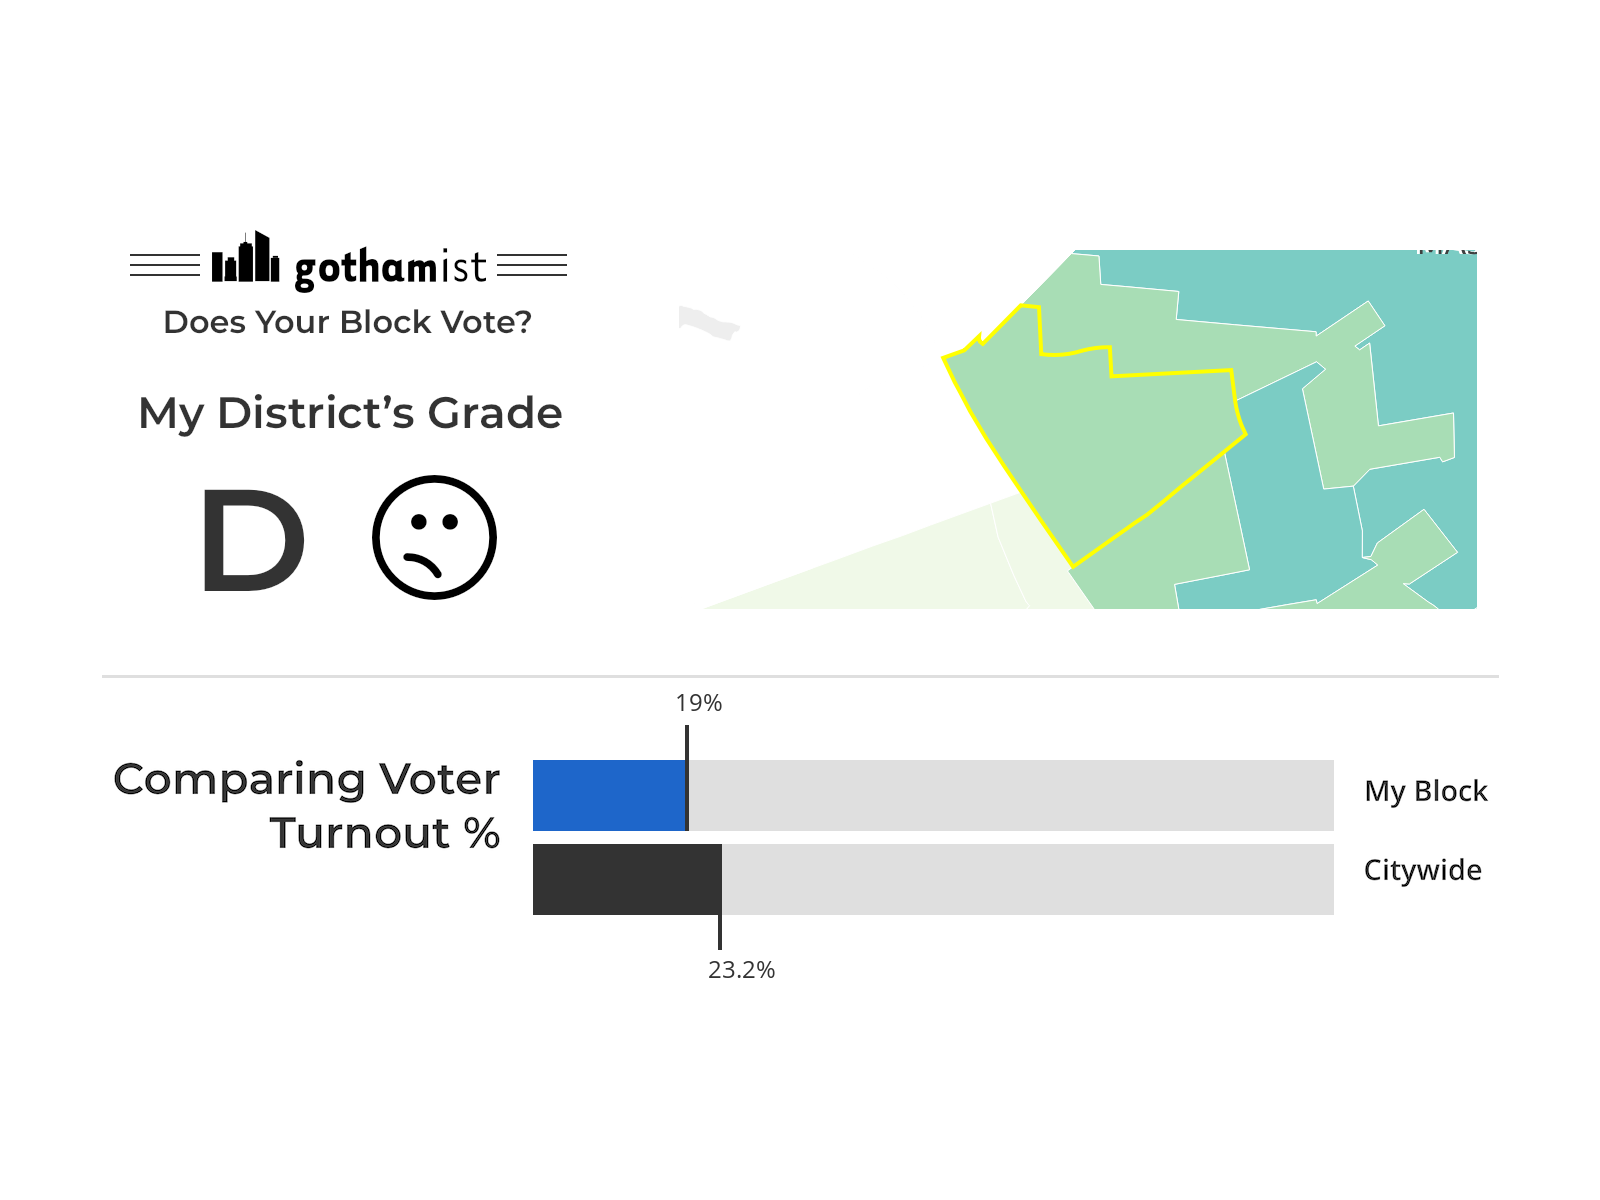 gothamist
Does Your Block Vote?
My District’s Grade
D
19%
Comparing Voter
Turnout %
My Block
Citywide
23.2%